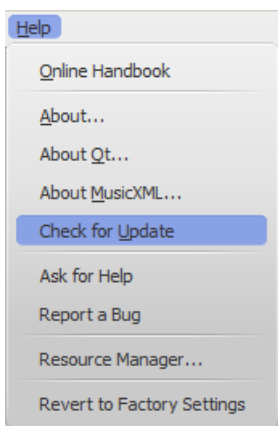 Help
Online Handbook
About...
About Qt...
About MusicXML...
Check for Update
Ask for Help
Report a Bug
Resource Manager...
Revert to Factory Settings